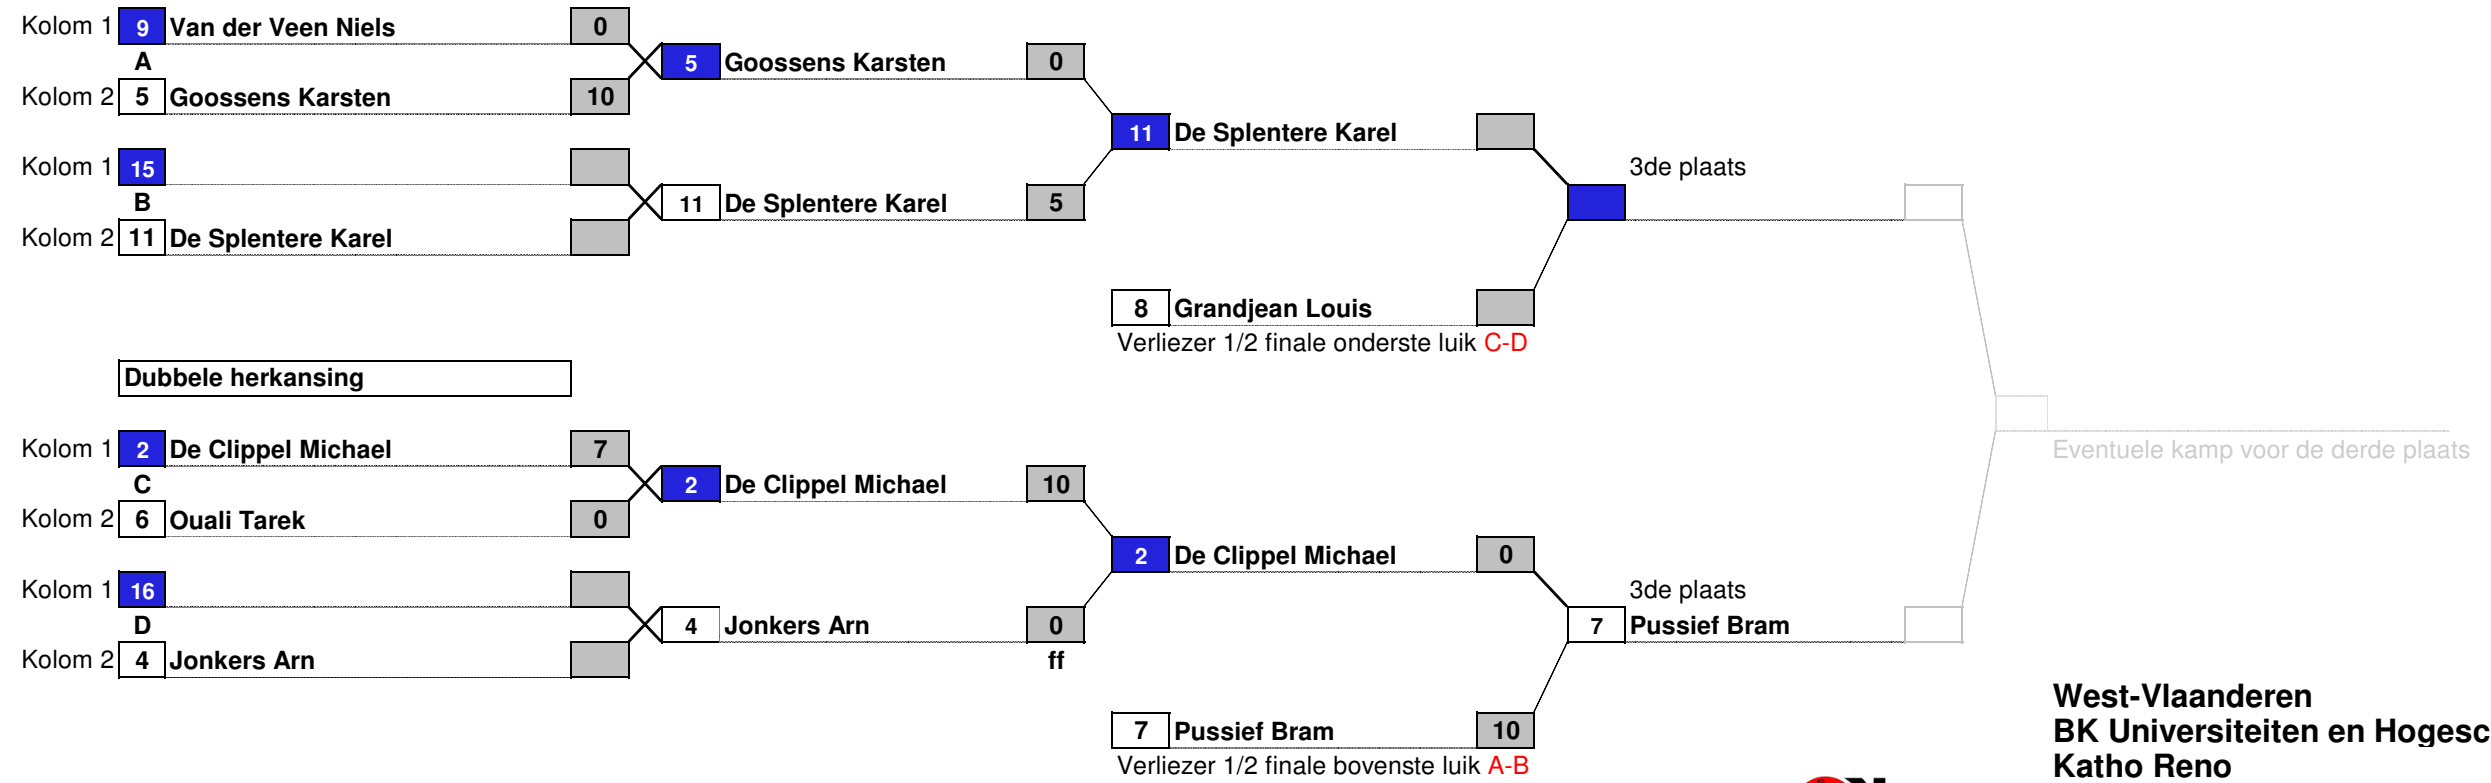 Kolom 1 9 Van der Veen Niels 0
A
5 Goossens Karsten 0
Kolom 2 5 Goossens Karsten 10
11 De Splentere Karel
Kolom 1 15
3de plaats
B
11 De Splentere Karel 5
Kolom 2 11 De Splentere Karel
8 Grandjean Louis
Verliezer 1/2 finale onderste luik C-D
Dubbele herkansing
Kolom 1 2 De Clippel Michael 7
Eventuele kamp voor de derde plaats
C
2 De Clippel Michael 10
Kolom 2 6 Ouali Tarek 0
2 De Clippel Michael 0
Kolom 1 16
3de plaats
D
4 Jonkers Arn 0
7 Pussief Bram
Kolom 2 4 Jonkers Arn
ff
West-Vlaanderen
7 Pussief Bram 10
BK Universiteiten en Hogesc
Verliezer 1/2 finale bovenste luik A-B
Katho Reno